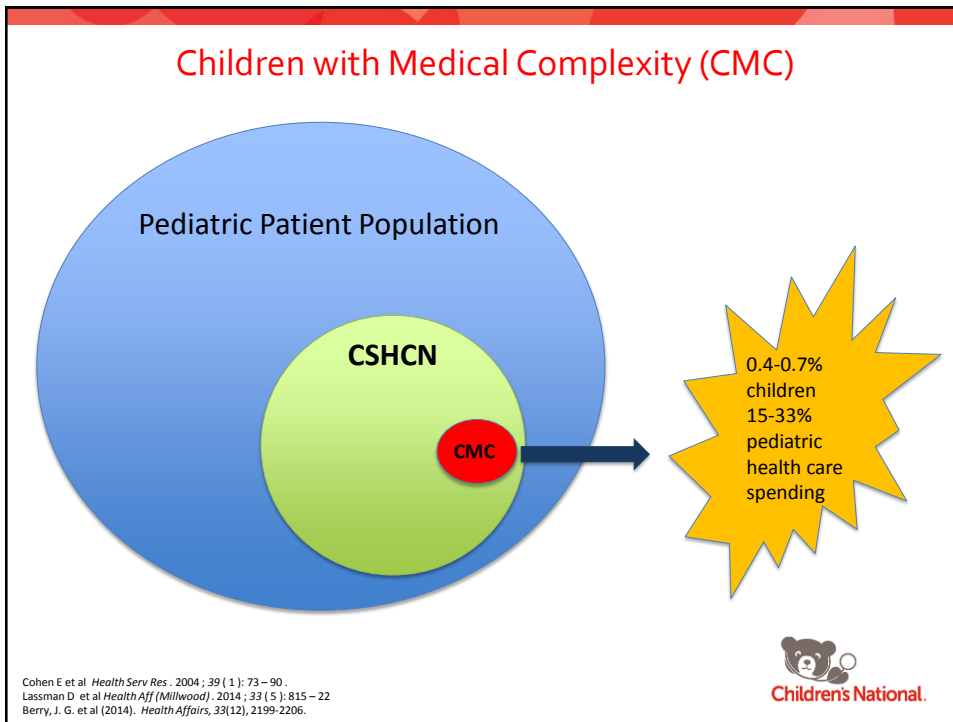 Children with Medical Complexity (CMC)
Pediatric Patient Population
CSHCN
CMC
0.4-0.7%
children
15-33%
pediatric
health care
spending
Cohen E et al Health Serv Res . 2004 ; 39 ( 1 ): 73 – 90 .
Lassman D et al Health Aff (Millwood) . 2014 ; 33 ( 5 ): 815 – 22
Berry, J. G. et al (2014). Health Affairs, 33(12), 2199-2206.
Children's National.